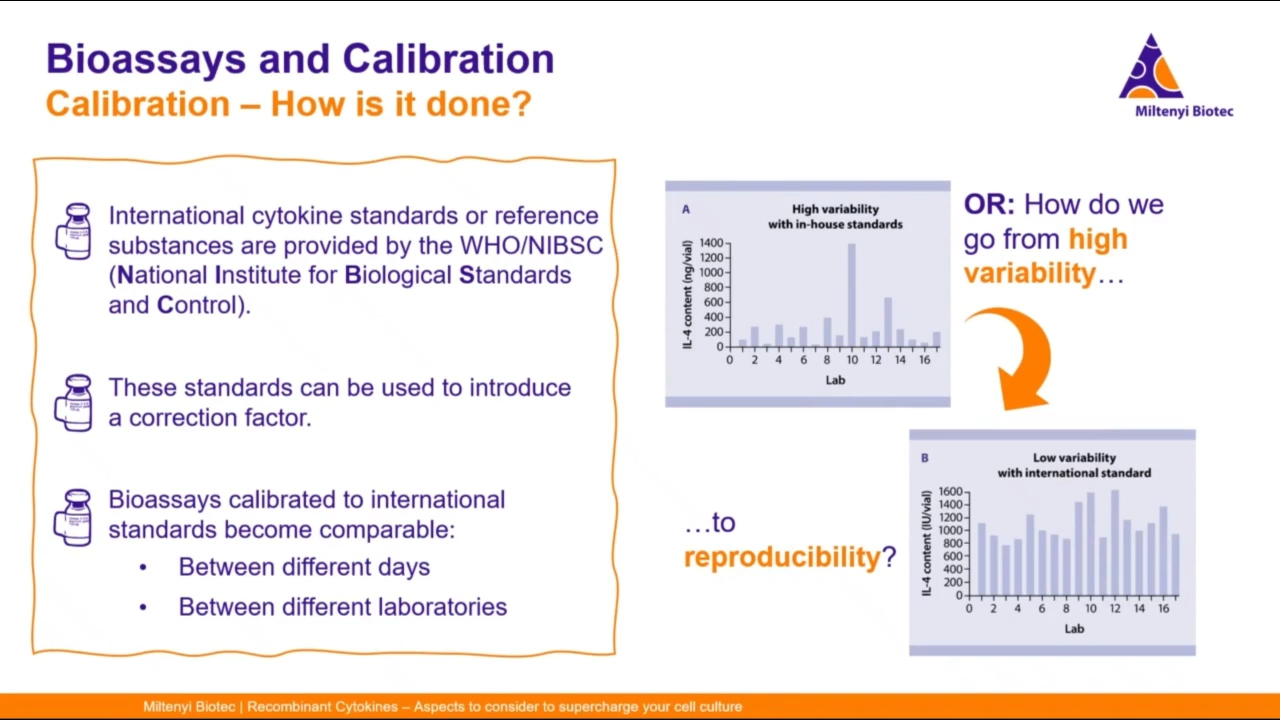 Bioassays and Calibration
Calibration – How is it done?
Miltenyi Biotec
International cytokine standards or reference
substances are provided by the WHO/NIBSC
(National Institute for Biological Standards
and Control).
These standards can be used to introduce
a correction factor.
Bioassays calibrated to international
standards become comparable:
• Between different days
• Between different laboratories
A
High variability
with in-house standards
IL-4 content (ng/vial)
1400
1200
1000
800
600
400
200
0
0 2 4 6 8 10 12 14 16
Lab
OR: How do we
go from high
variability…
…to
reproducibility?
B
Low variability
with international standard
IL-4 content (IU/vial)
1600
1400
1200
1000
800
600
400
200
0
0 2 4 6 8 10 12 14 16
Lab
Miltenyi Biotec | Recombinant Cytokines – Aspects to consider to supercharge your cell culture